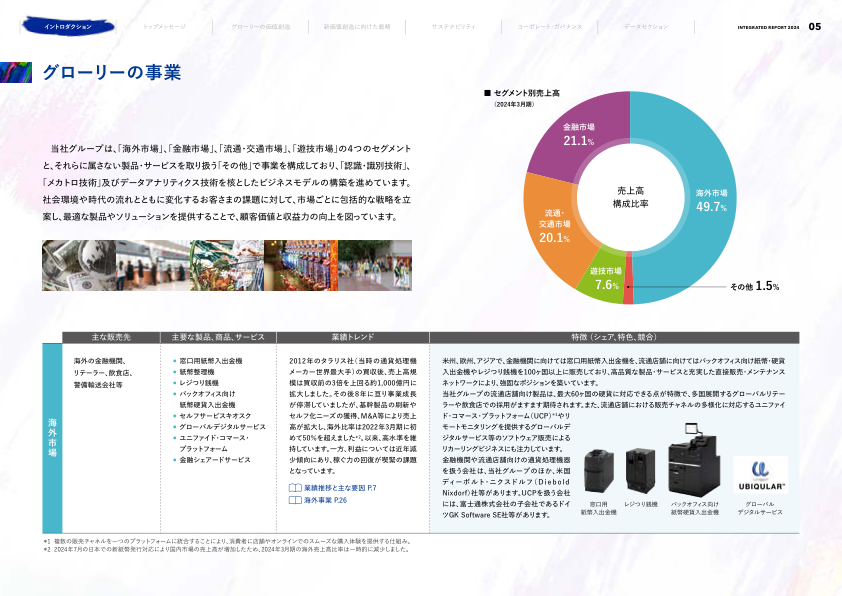 イントロダクション
トップメッセージ
グローリーの価値創造
新価値創造に向けた戦略
サステナビリティ
コーポレート・ガバナンス
データセクション
INTEGRATED REPORT 2024 05
グローリーの事業
■ セグメント別売上高
(2024年3月期)
金融市場
21.1%
海外市場
49.7%
売上高
構成比率
流通・
交通市場
20.1%
遊技市場
7.6%
その他 1.5%
当社グループは、「海外市場」、「金融市場」、「流通・交通市場」、「遊技市場」の4つのセグメント
と、それらに属さない製品・サービスを取り扱う「その他」で事業を構成しており、「認識・識別技術」、
「メカトロ技術」及びデータアナリティクス技術を核としたビジネスモデルの構築を進めています。
社会環境や時代の流れとともに変化するお客さまの課題に対して、市場ごとに包括的な戦略を立
案し、最適な製品やソリューションを提供することで、顧客価値と収益力の向上を図っています。
主な販売先
主要な製品、商品、サービス
業績トレンド
特徴(シェア、特色、競合)
海外市場
海外の金融機関、
リテーラー、飲食店、
警備輸送会社等
● 窓口用紙幣入出金機
● 紙幣整理機
● レジつり銭機
● バックオフィス向け
紙幣硬貨入出金機
● セルフサービスキオスク
● グローバルデジタルサービス
● ユニファイド・コマース・
プラットフォーム
● 金融シェアードサービス
2012年のタラリス社(当時の通貨処理機
メーカー世界最大手)の買収後、売上高規
模は買収前の3倍を上回る約1,000億円に
拡大しました。その後8年に亘り事業成長
が停滞していましたが、基幹製品の刷新や
セルフ化ニーズの獲得、M&A等により売上
高が拡大し、海外比率は2022年3月期に初
めて50%を超えました*2。以来、高水準を維
持しています。一方、利益については近年減
少傾向にあり、稼ぐ力の回復が喫緊の課題
となっています。
業績推移と主な要因 P.7
海外事業 P.26
米州、欧州、アジアで、金融機関に向けては窓口用紙幣入出金機を、流通店舗に向けてはバックオフィス向け紙幣・硬貨
入出金機やレジつり銭機を100ヶ国以上に販売しており、高品質な製品・サービスと充実した直接販売・メンテナンス
ネットワークにより、強固なポジションを築いています。
当社グループの流通店舗向け製品は、最大60ヶ国の硬貨に対応できる点が特徴で、多国展開するグローバルリテー
ラーや飲食店での採用がますます期待されます。また、流通店舗における販売チャネルの多様化に対応するユニファイ
ド・コマース・プラットフォーム(UCP)*1やリ
モートモニタリングを提供するグローバルデ
ジタルサービス等のソフトウェア販売による
リカーリングビジネスにも注力しています。
金融機関や流通店舗向けの通貨処理機器
を扱う会社は、当社グループのほか、米国
ディーボルト・ニクスドルフ(Diebold
Nixdorf)社等があります。UCPを扱う会社
には、富士通株式会社の子会社であるドイ
ツGK Software SE社等があります。
窓口用
紙幣入出金機
レジつり銭機
バックオフィス向け
紙幣硬貨入出金機
UBIQULAR™
グローバル
デジタルサービス
*1 複数の販売チャネルを一つのプラットフォームに統合することにより、消費者に店舗やオンラインでのスムーズな購入体験を提供する仕組み。
*2 2024年7月の日本での新紙幣発行対応により国内市場の売上高が増加したため、2024年3月期の海外売上高比率は一時的に減少しました。